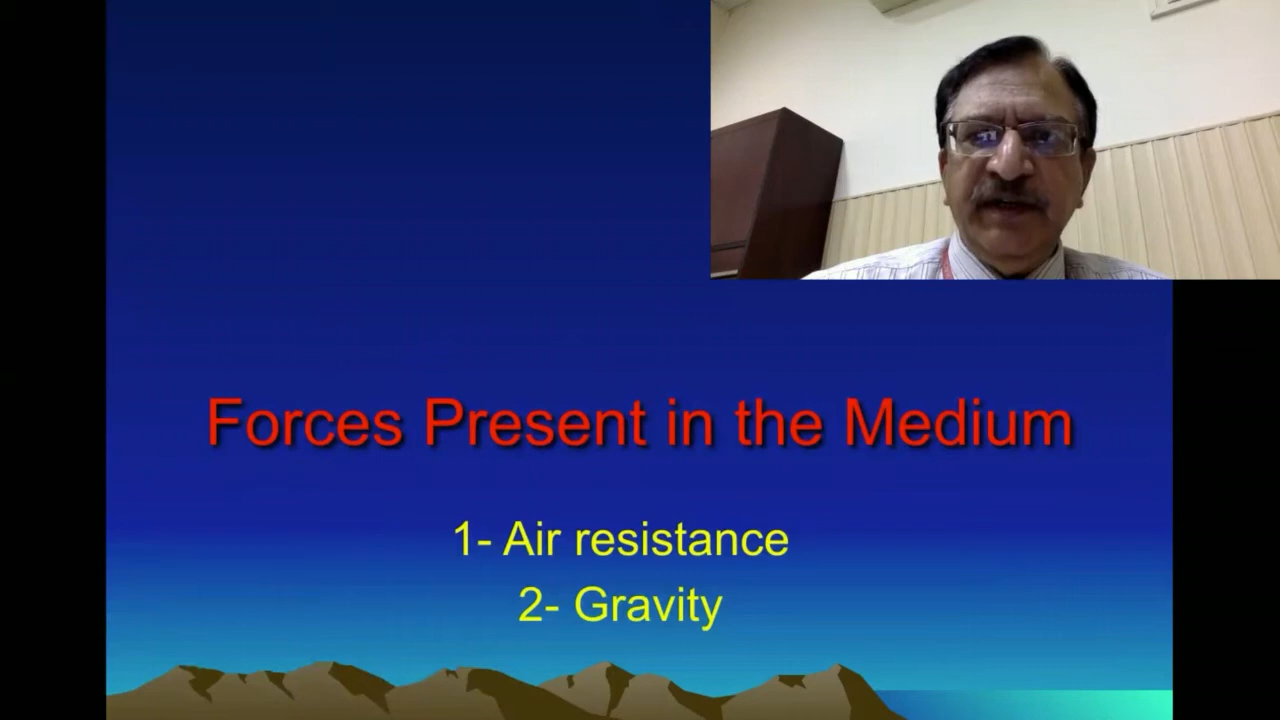 Forces Present in the Medium
1- Air resistance
2- Gravity